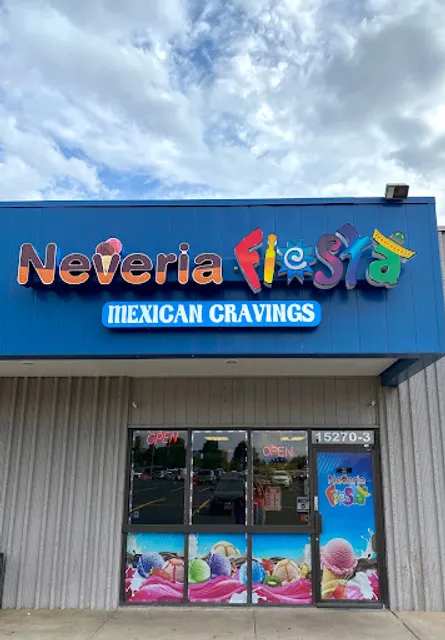 Neveria Fiesta
MEXICAN CRAVINGS
OPEN
OPEN
15270-3
Neveria
Fiesta